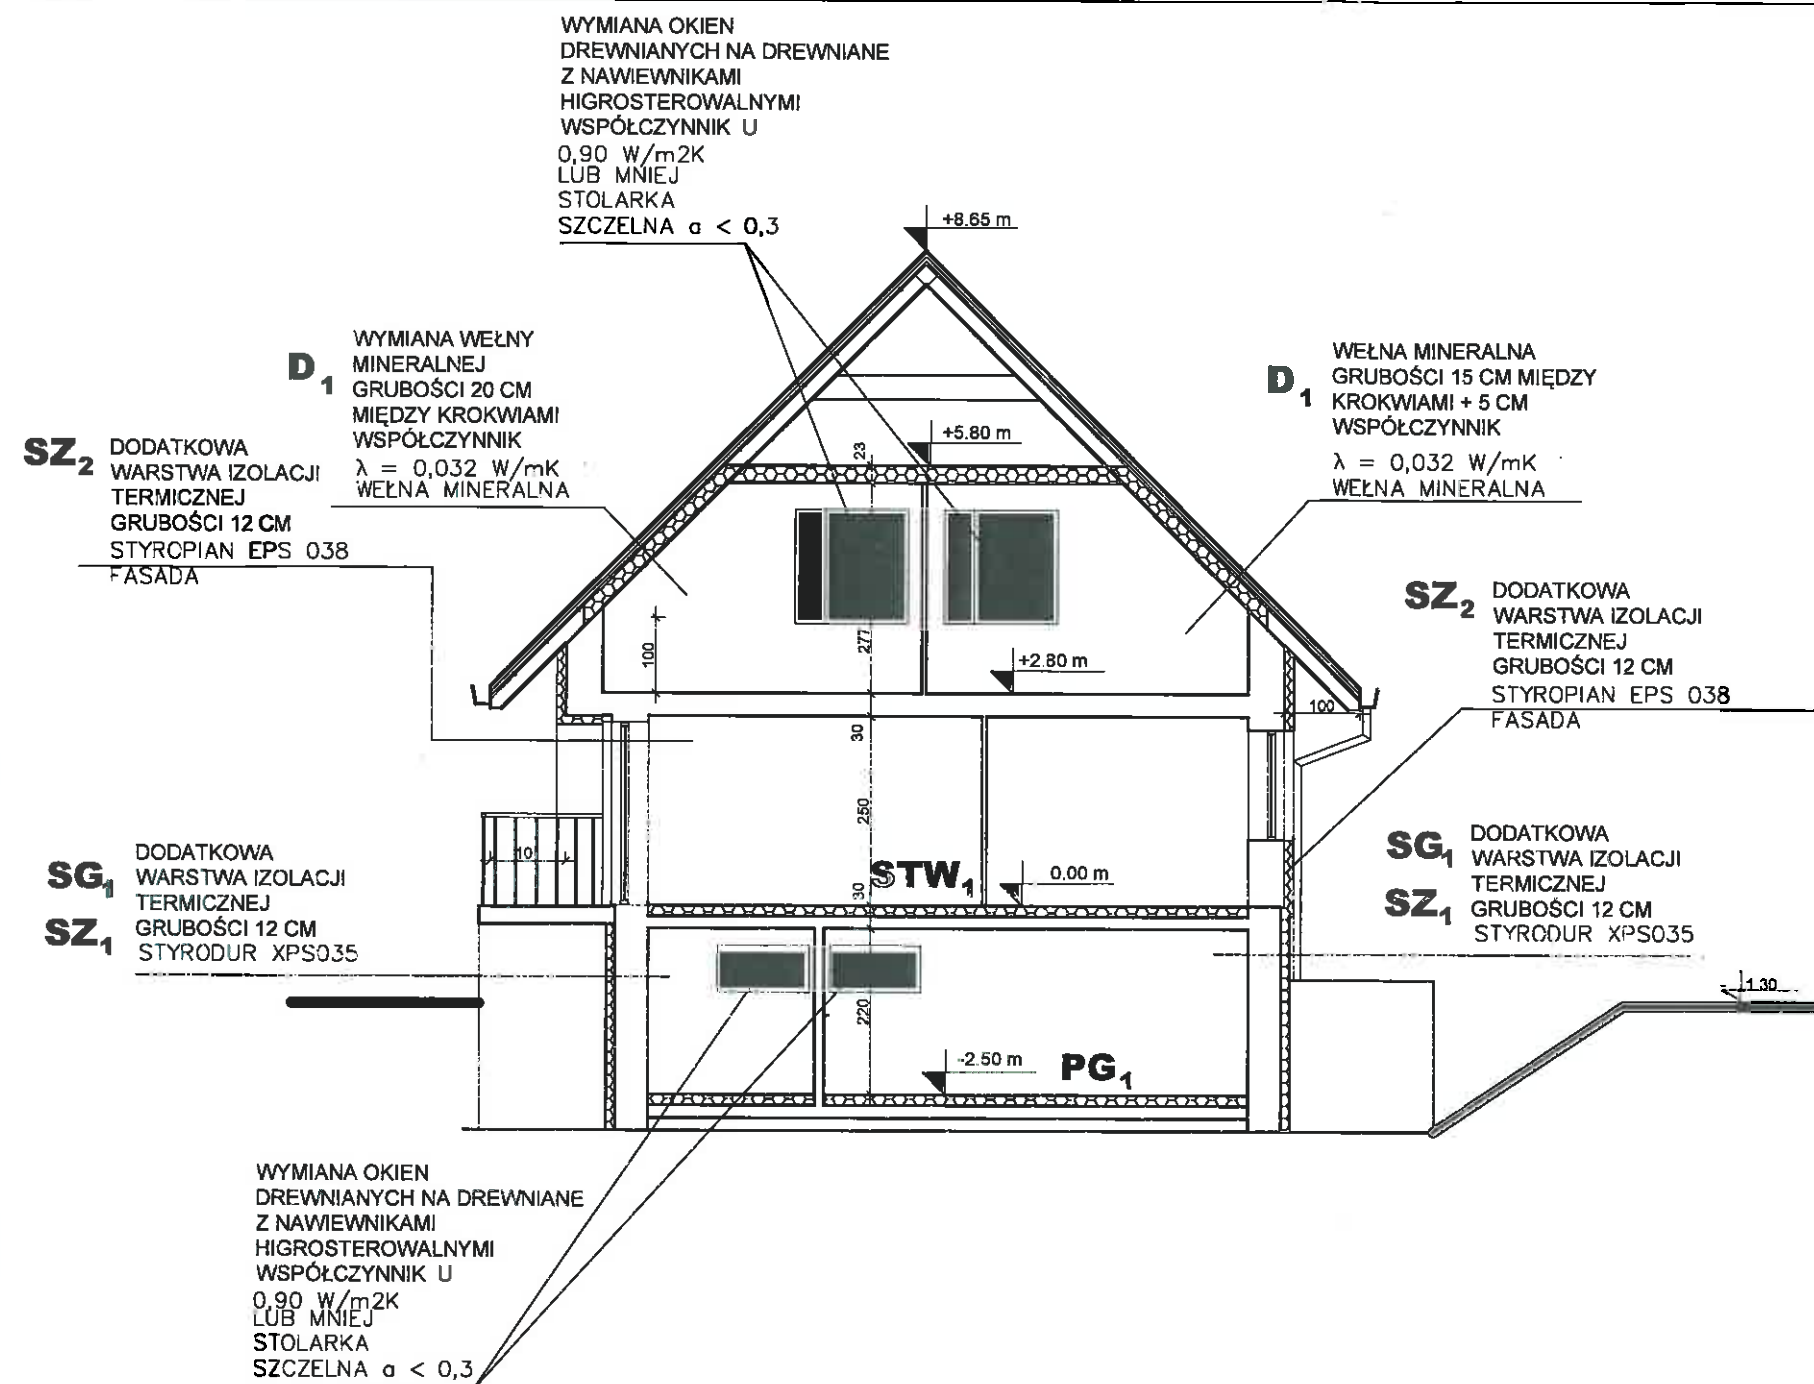 WYMIANA OKIEN
DREWNIANYCH NA DREWNIANE
Z NAWIEWNIKAMI
HIGROSTEROWALNYMI
WSPÓŁCZYNNIK U
0,90 W/m2K
LUB MNIEJ
STOLARKA
SZCZELNA a < 0,3
+8.65 m
D1
WYMIANA WEŁNY
MINERALNEJ
GRUBOŚCI 20 CM
MIĘDZY KROKWIAMI
WSPÓŁCZYNNIK
λ = 0,032 W/mK
WEŁNA MINERALNA
D1
WEŁNA MINERALNA
GRUBOŚCI 15 CM MIĘDZY
KROKWIAMI + 5 CM
WSPÓŁCZYNNIK
λ = 0,032 W/mK
WEŁNA MINERALNA
SZ2
DODATKOWA
WARSTWA IZOLACJI
TERMICZNEJ
GRUBOŚCI 12 CM
STYROPIAN EPS 038
FASADA
23
+5.80 m
277
100
+2.80 m
100
SZ2
DODATKOWA
WARSTWA IZOLACJI
TERMICZNEJ
GRUBOŚCI 12 CM
STYROPIAN EPS 038
FASADA
30
250
10
STW1
0,00 m
30
SG1
SZ1
DODATKOWA
WARSTWA IZOLACJI
TERMICZNEJ
GRUBOŚCI 12 CM
STYRODUR XPS035
SG1
SZ1
DODATKOWA
WARSTWA IZOLACJI
TERMICZNEJ
GRUBOŚCI 12 CM
STYRODUR XPS035
220
-1.30
-2.50 m
PG1
WYMIANA OKIEN
DREWNIANYCH NA DREWNIANE
Z NAWIEWNIKAMI
HIGROSTEROWALNYMI
WSPÓŁCZYNNIK U
0,90 W/m2K
LUB MNIEJ
STOLARKA
SZCZELNA a < 0,3